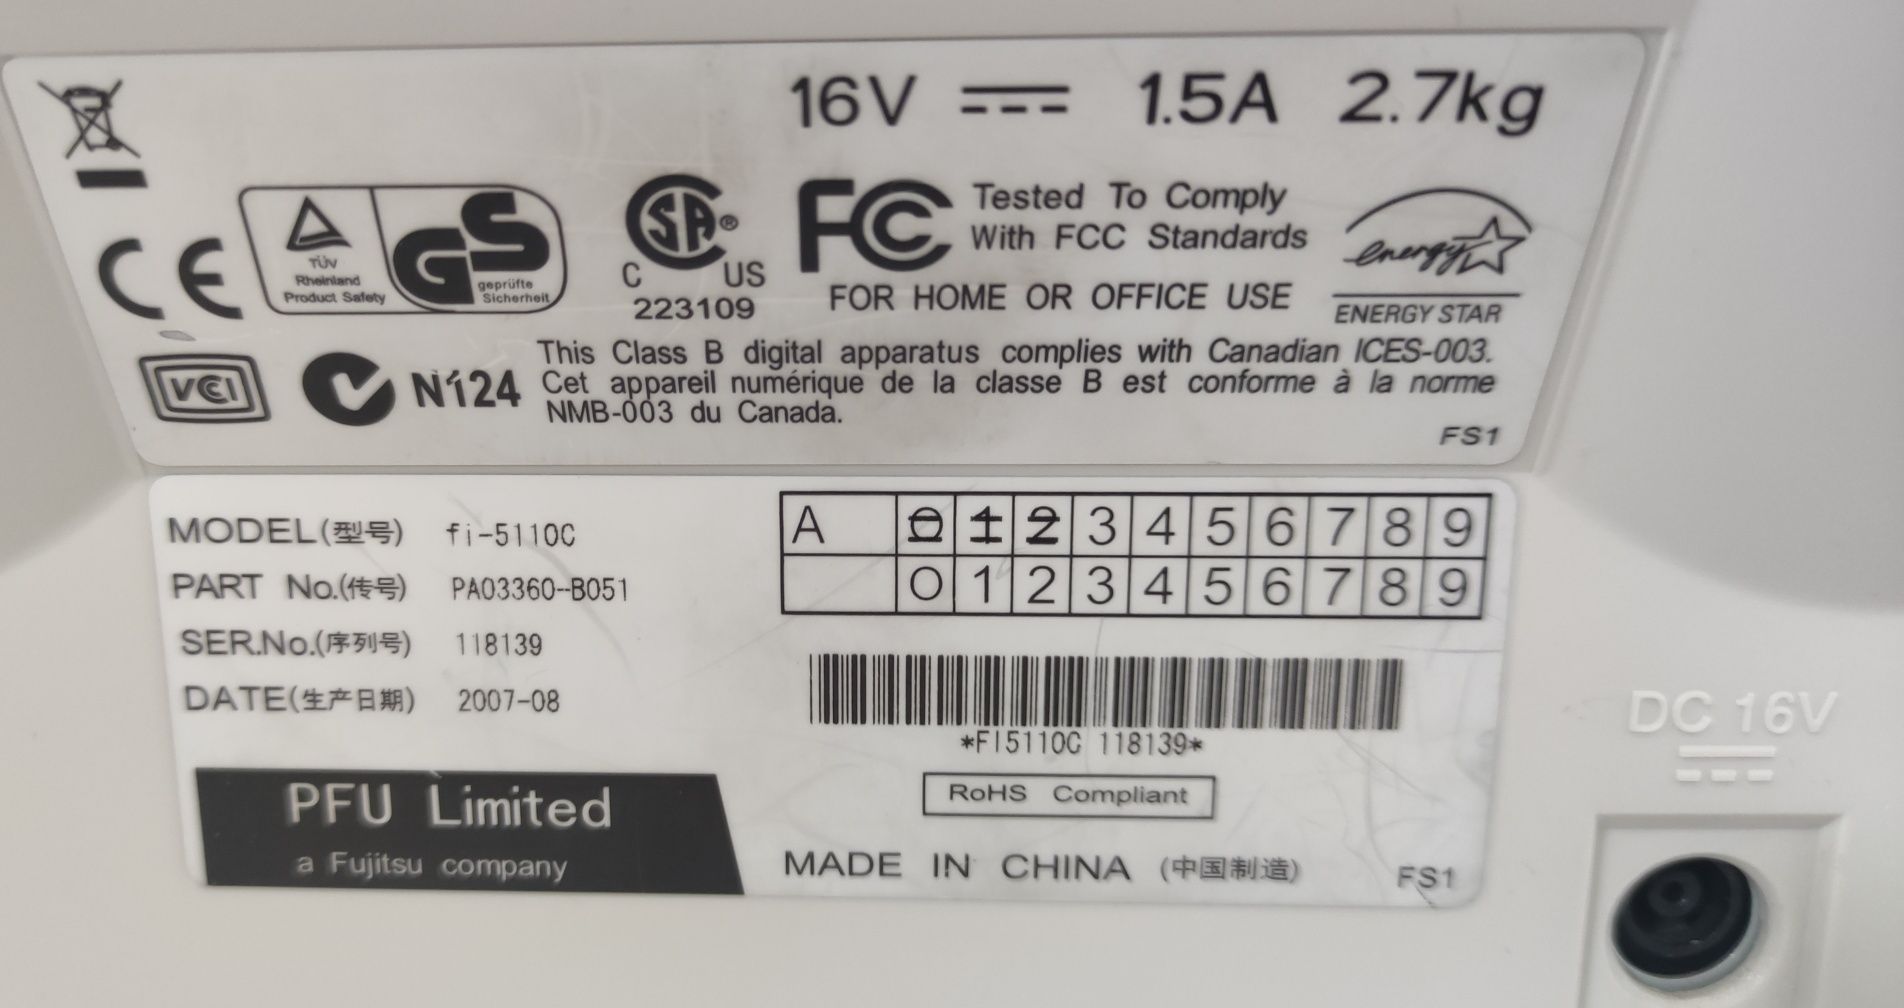 16V 1.5A 2.7kg
CE
TÜV
Rheinland
Product Safety
GS
geprüfte
Sicherheit
SA®
C US
223109
FC Tested To Comply
With FCC Standards
FOR HOME OR OFFICE USE
energy
ENERGY STAR
VCI
N124
This Class B digital apparatus complies with Canadian ICES-003.
Cet appareil numérique de la classe B est conforme à la norme
NMB-003 du Canada.
FS1
MODEL(型号) fi-5110C
PART No.(传号) PA03360-B051
SER.No.(序列号) 118139
DATE(生产日期) 2007-08
A 0 1 2 3 4 5 6 7 8 9
0 1 2 3 4 5 6 7 8 9
*FI5110C 118139*
RoHS Compliant
PFU Limited
a Fujitsu company
MADE IN CHINA (中国制造) FS1
DC 16V